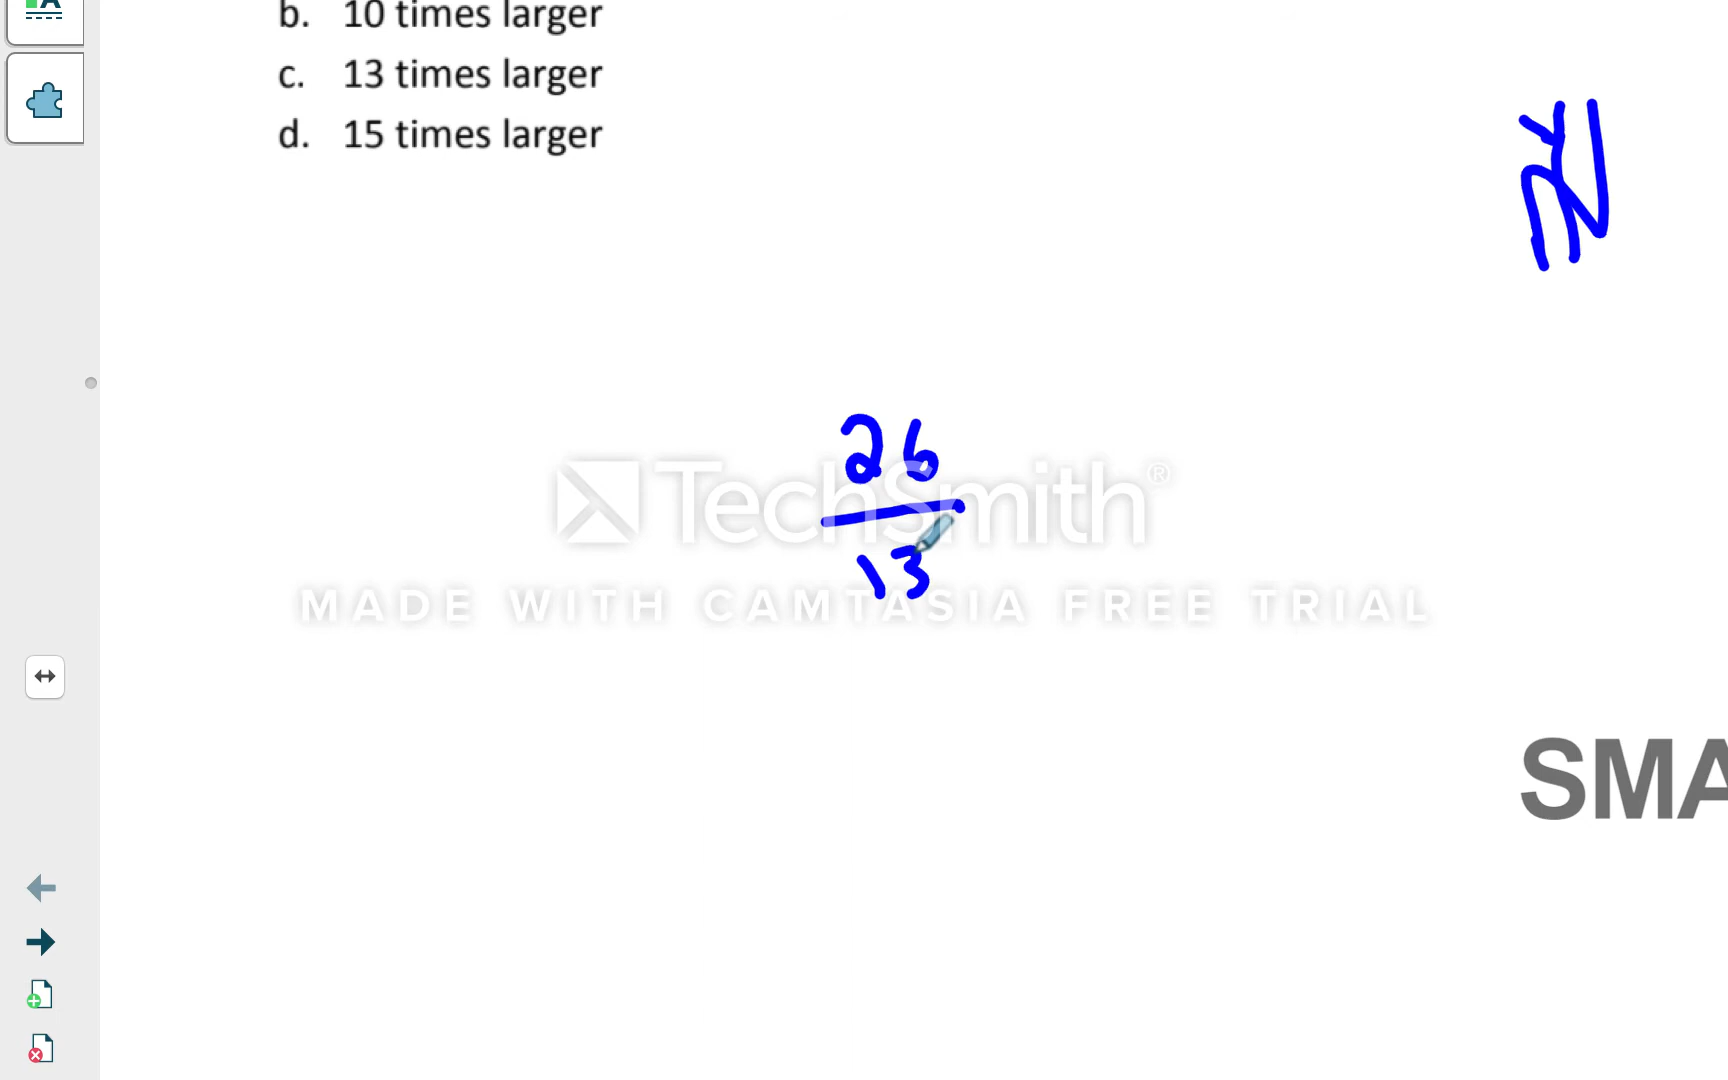 b. 10 times larger
c. 13 times larger
d. 15 times larger
26
13
TechSmith®
MADE WITH CAMTASIA FREE TRIAL
SMA